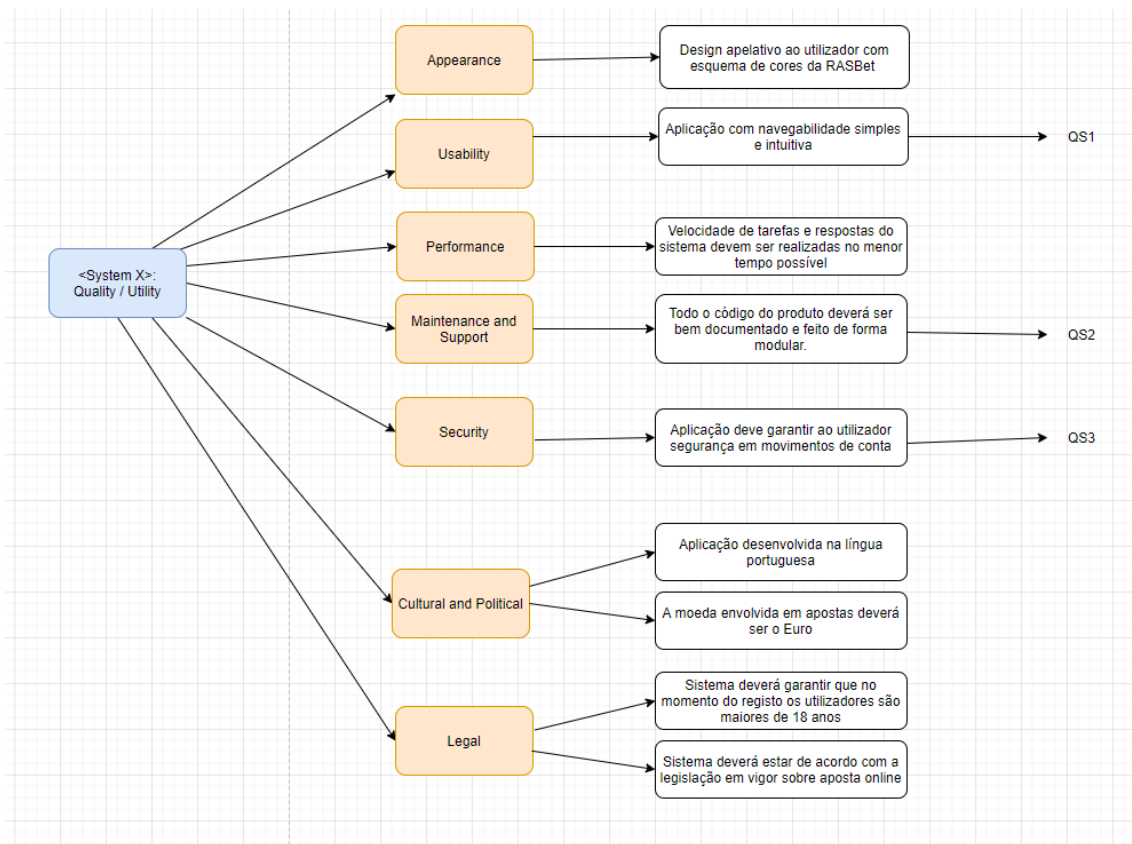 Appearance
Design apelativo ao utilizador com
esquema de cores da RASBet
Usability
Aplicação com navegabilidade simples
e intuitiva
QS1
<System X>:
Quality / Utility
Performance
Velocidade de tarefas e respostas do
sistema devem ser realizadas no menor
tempo possível
Maintenance and
Support
Todo o código do produto deverá ser
bem documentado e feito de forma
modular.
QS2
Security
Aplicação deve garantir ao utilizador
segurança em movimentos de conta
QS3
Cultural and Political
Aplicação desenvolvida na língua
portuguesa
A moeda envolvida em apostas deverá
ser o Euro
Legal
Sistema deverá garantir que no
momento do registo os utilizadores são
maiores de 18 anos
Sistema deverá estar de acordo com a
legislação em vigor sobre aposta online